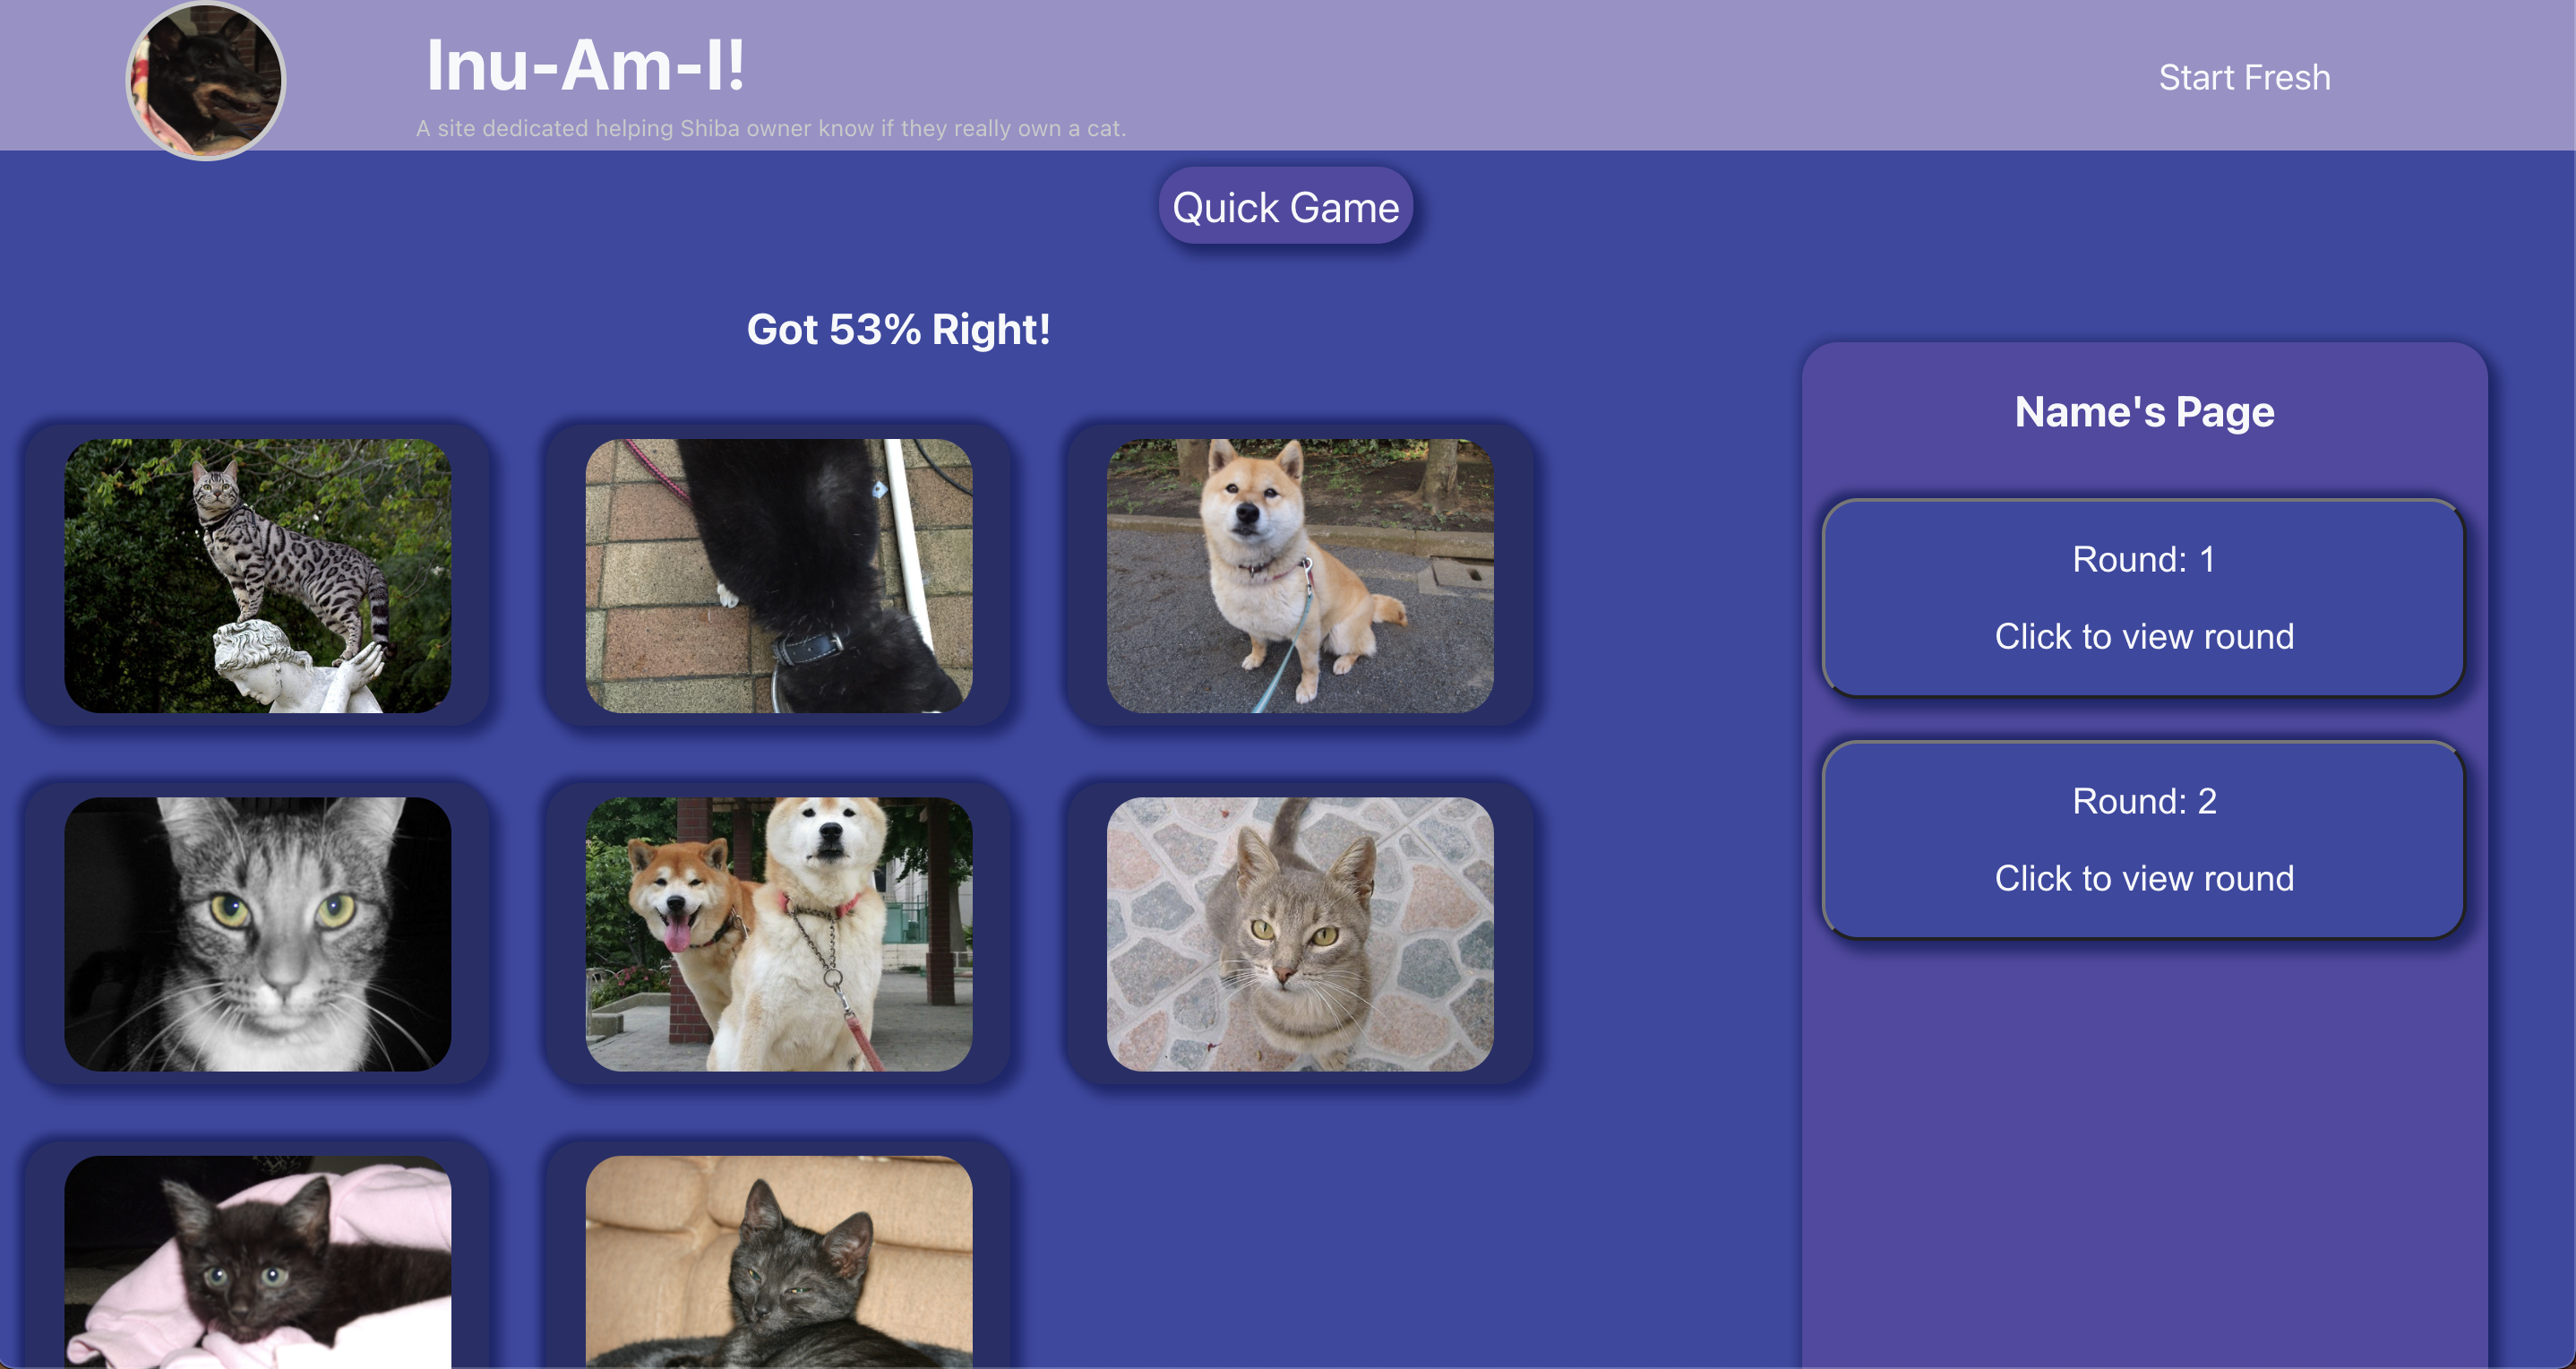 Inu-Am-I!
A site dedicated helping Shiba owner know if they really own a cat.
Start Fresh
Quick Game
Got 53% Right!
Name's Page
Round: 1
Click to view round
Round: 2
Click to view round